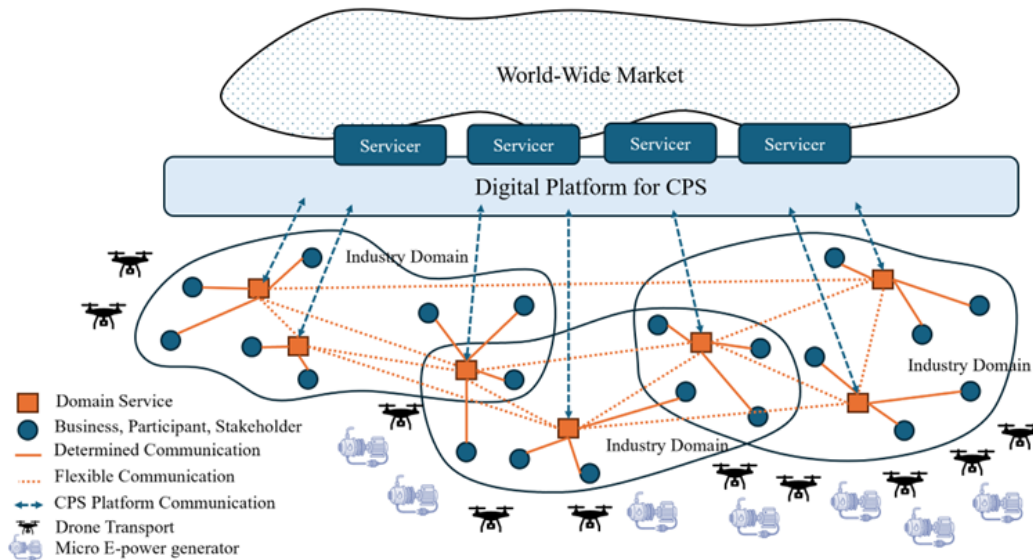 World-Wide Market
Servicer
Servicer
Servicer
Servicer
Digital Platform for CPS
Industry Domain
Industry Domain
Industry Domain
Domain Service
Business, Participant, Stakeholder
Determined Communication
Flexible Communication
CPS Platform Communication
Drone Transport
Micro E-power generator